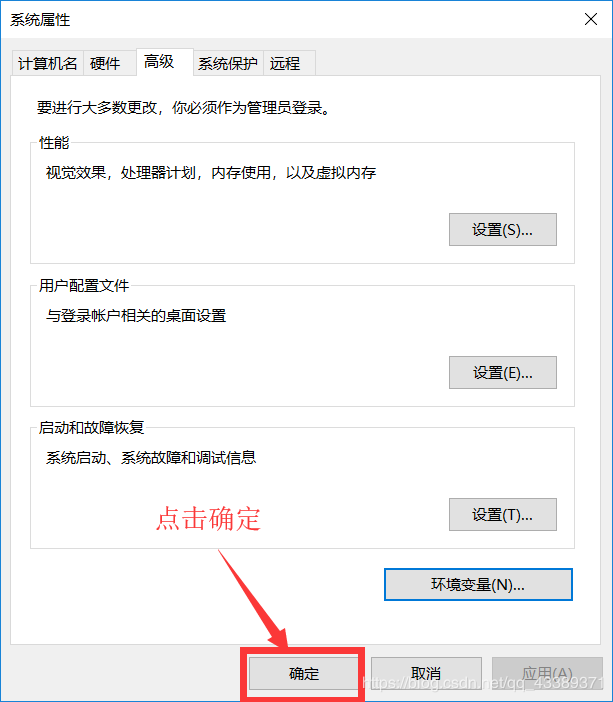 系统属性
计算机名 硬件 高级 系统保护 远程
要进行大多数更改，你必须作为管理员登录。
性能
视觉效果，处理器计划，内存使用，以及虚拟内存
设置(S)...
用户配置文件
与登录帐户相关的桌面设置
设置(E)...
启动和故障恢复
系统启动、系统故障和调试信息
点击确定
设置(T)...
环境变量(N)...
确定 取消 应用(A)
https://blog.csdn.net/qq_43389371